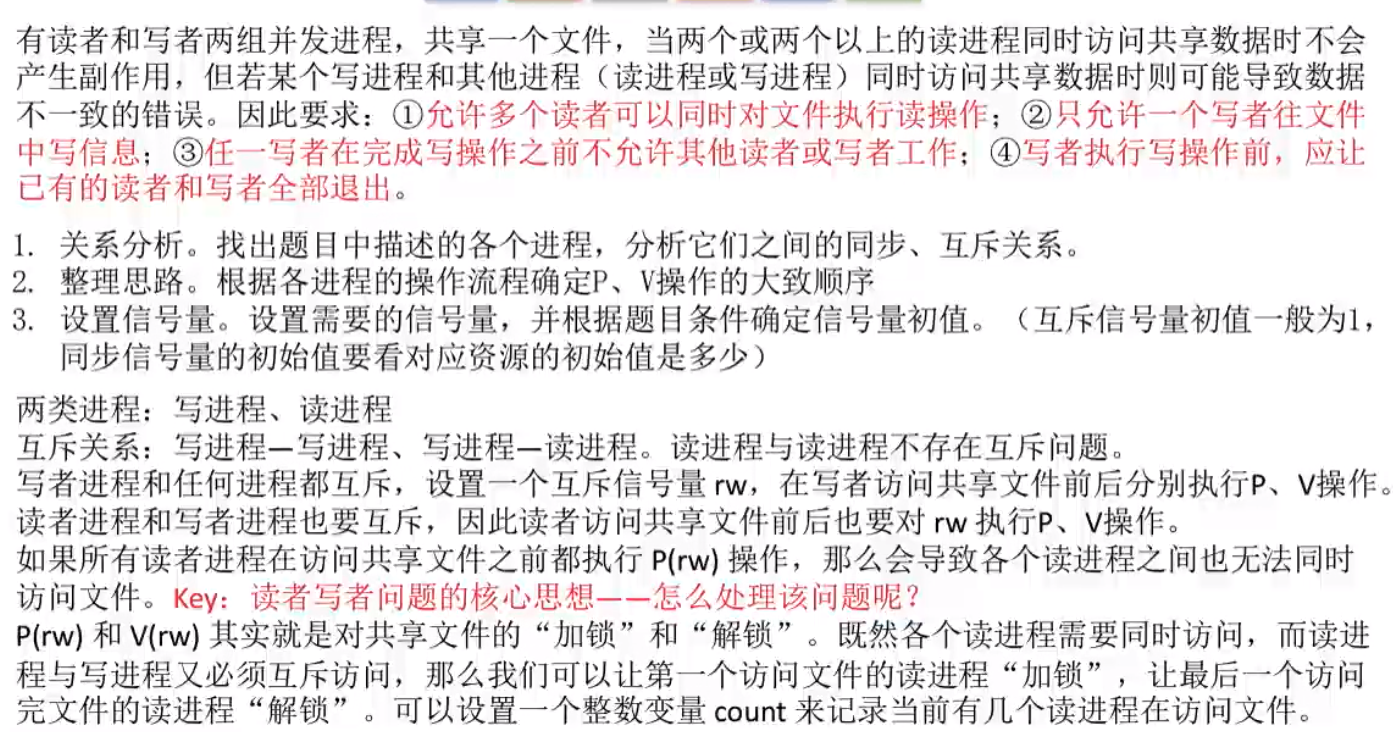 有读者和写者两组并发进程，共享一个文件，当两个或两个以上的读进程同时访问共享数据时不会
产生副作用，但若某个写进程和其他进程（读进程或写进程）同时访问共享数据时则可能导致数据
不一致的错误。因此要求：①允许多个读者可以同时对文件执行读操作；②只允许一个写者往文件
中写信息；③任一写者在完成写操作之前不允许其他读者或写者工作；④写者执行写操作前，应让
已有的读者和写者全部退出。
1. 关系分析。找出题目中描述的各个进程，分析它们之间的同步、互斥关系。
2. 整理思路。根据各进程的操作流程确定P、V操作的大致顺序
3. 设置信号量。设置需要的信号量，并根据题目条件确定信号量初值。（互斥信号量初值一般为1，
同步信号量的初始值要看对应资源的初始值是多少）
两类进程：写进程、读进程
互斥关系：写进程—写进程、写进程—读进程。读进程与读进程不存在互斥问题。
写者进程和任何进程都互斥，设置一个互斥信号量 rw，在写者访问共享文件前后分别执行P、V操作。
读者进程和写者进程也要互斥，因此读者访问共享文件前后也要对 rw 执行P、V操作。
如果所有读者进程在访问共享文件之前都执行 P(rw) 操作，那么会导致各个读进程之间也无法同时
访问文件。Key：读者写者问题的核心思想——怎么处理该问题呢？
P(rw) 和 V(rw) 其实就是对共享文件的“加锁”和“解锁”。既然各个读进程需要同时访问，而读进
程与写进程又必须互斥访问，那么我们可以让第一个访问文件的读进程“加锁”，让最后一个访问
完文件的读进程“解锁”。可以设置一个整数变量 count 来记录当前有几个读进程在访问文件。